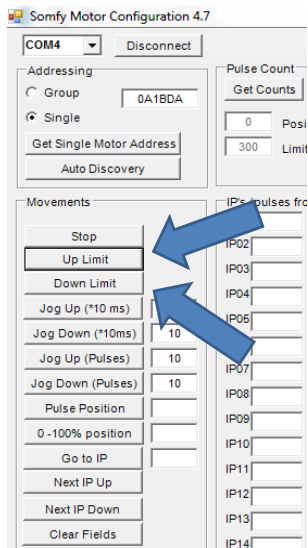 Somfy Motor Configuration 4.7
COM4 Disconnect
Addressing
Group 0A1BDA
Single
Get Single Motor Address
Auto Discovery
Pulse Count
Get Counts
0 Posi
300 Limit
Movements
Stop
Up Limit
Down Limit
Jog Up (*10 ms)
Jog Down (*10ms) 10
Jog Up (Pulses) 10
Jog Down (Pulses) 10
Pulse Position
0 -100% position
Go to IP
Next IP Up
Next IP Down
Clear Fields
IP's (pulses fro
IP02
IP03
IP04
IP05
IP07
IP08
IP09
IP10
IP11
IP12
IP13
IP14